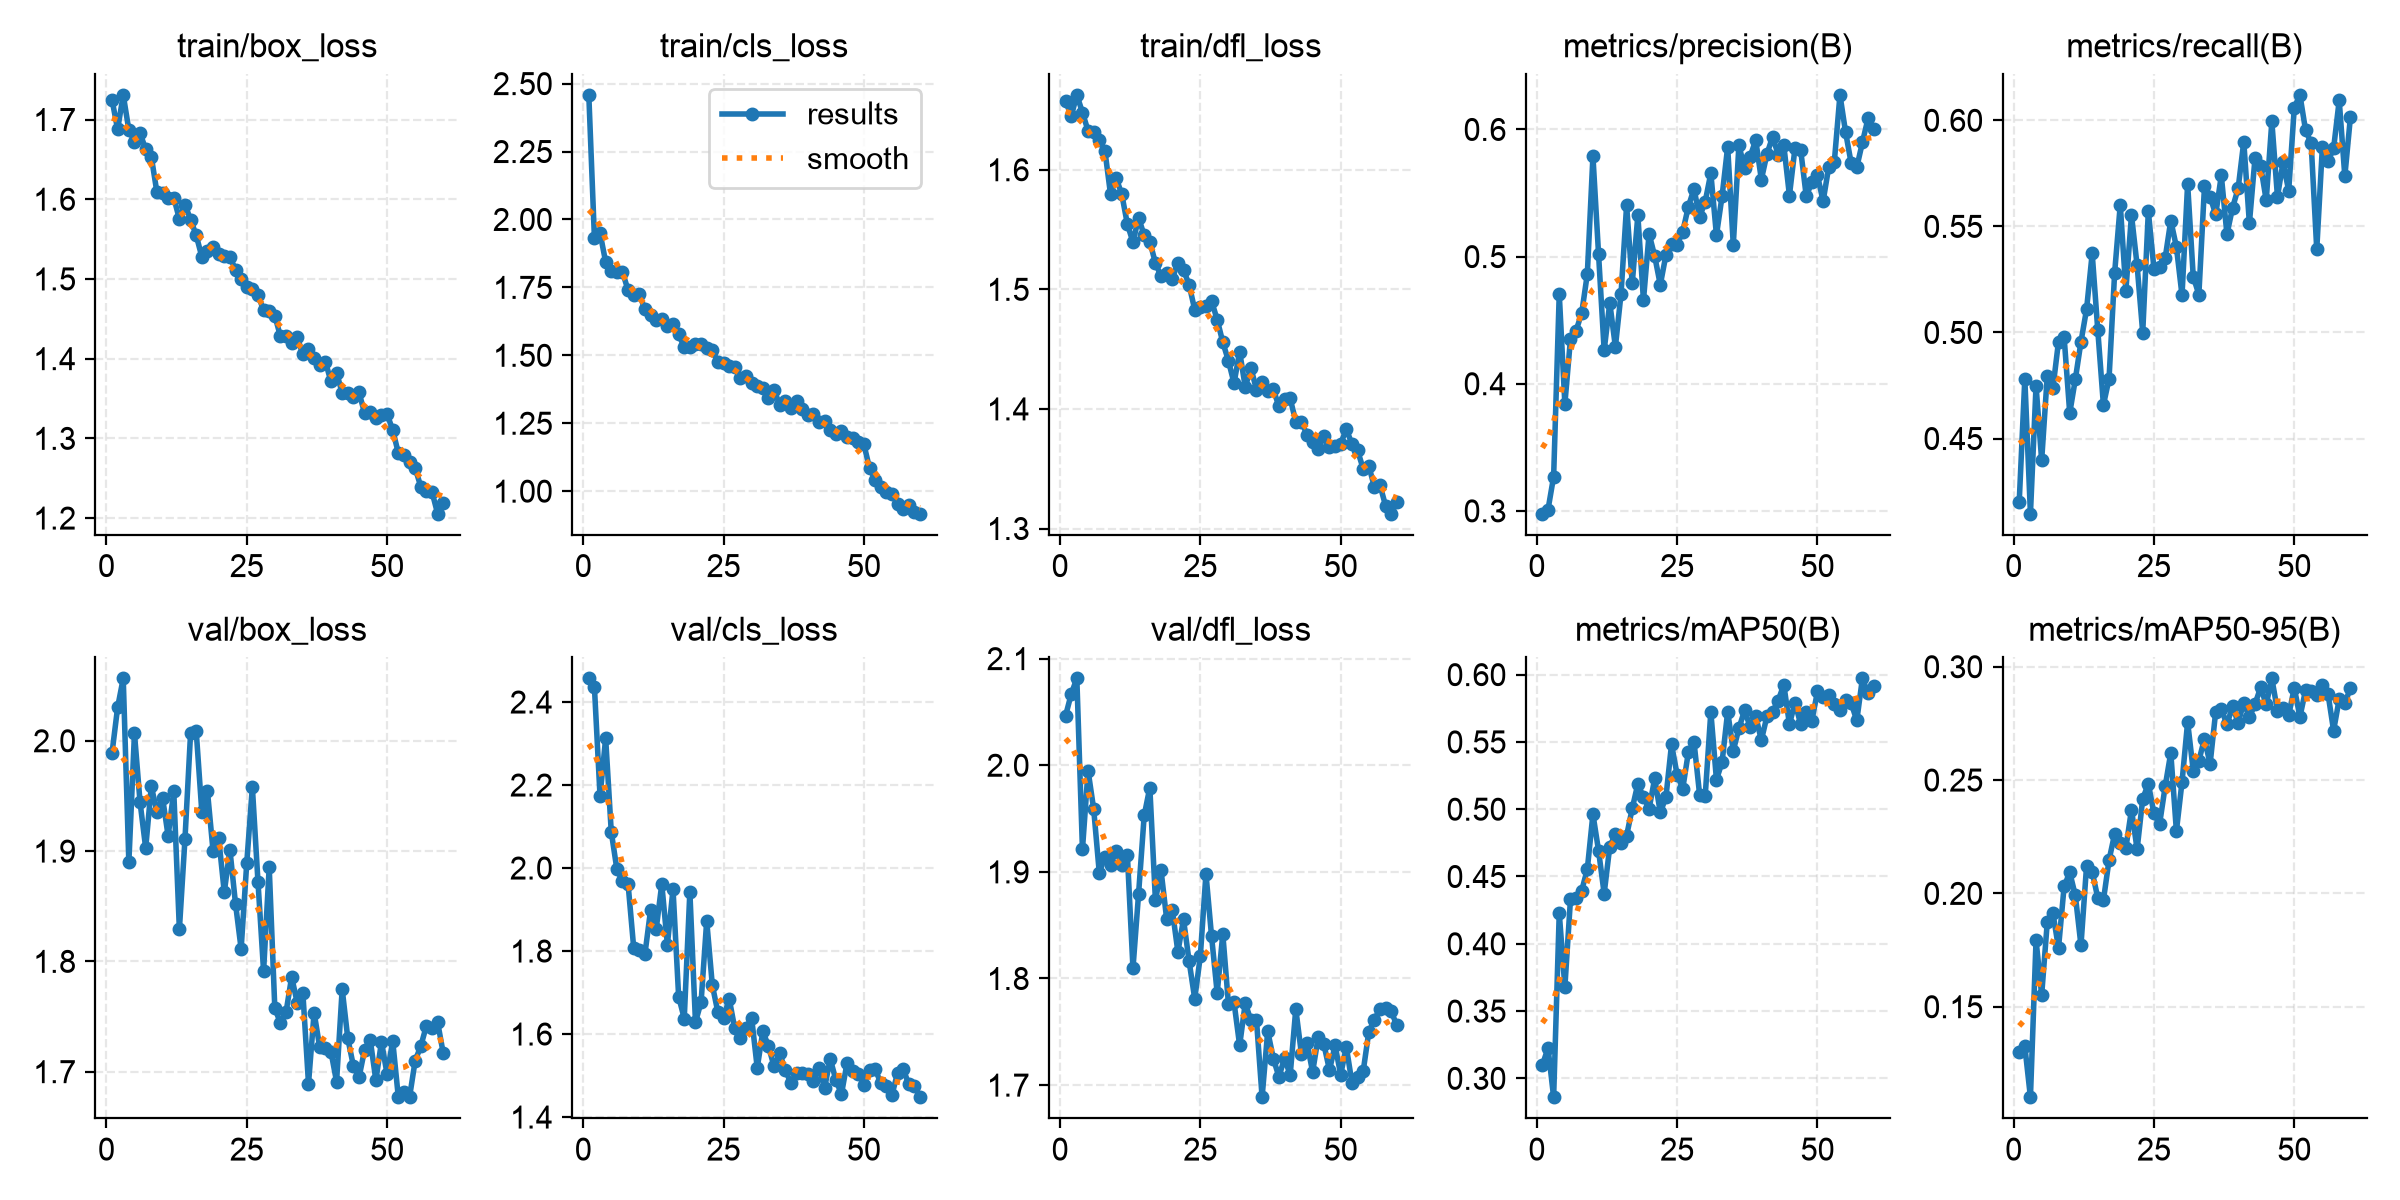 train/box_loss
1.7
1.6
1.5
1.4
1.3
1.2
0 25 50
train/cls_loss
results
smooth
2.50
2.25
2.00
1.75
1.50
1.25
1.00
0 25 50
train/dfl_loss
1.6
1.5
1.4
1.3
0 25 50
metrics/precision(B)
0.6
0.5
0.4
0.3
0 25 50
metrics/recall(B)
0.60
0.55
0.50
0.45
0 25 50
val/box_loss
2.0
1.9
1.8
1.7
0 25 50
val/cls_loss
2.4
2.2
2.0
1.8
1.6
1.4
0 25 50
val/dfl_loss
2.1
2.0
1.9
1.8
1.7
0 25 50
metrics/mAP50(B)
0.60
0.55
0.50
0.45
0.40
0.35
0.30
0 25 50
metrics/mAP50-95(B)
0.30
0.25
0.20
0.15
0 25 50